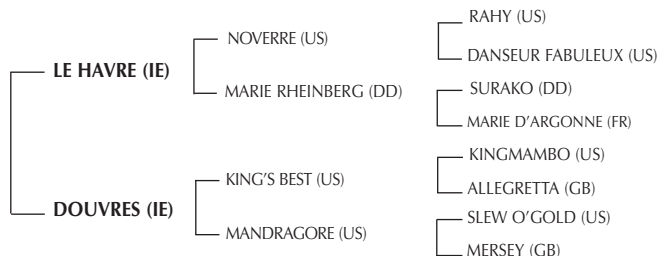 RAHY (US)
NOVERRE (US)
DANSEUR FABULEUX (US)
LE HAVRE (IE)
SURAKO (DD)
MARIE RHEINBERG (DD)
MARIE D’ARGONNE (FR)
KINGMAMBO (US)
KING’S BEST (US)
ALLEGRETTA (GB)
DOUVRES (IE)
SLEW O’GOLD (US)
MANDRAGORE (US)
MERSEY (GB)